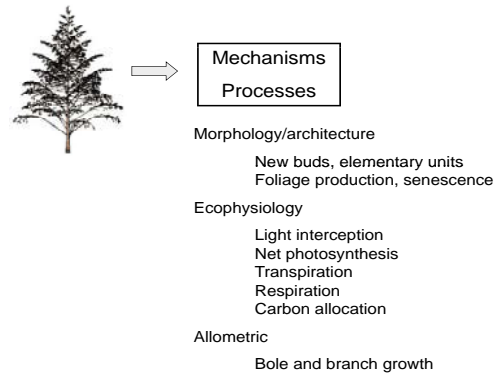 Mechanisms
Processes
Morphology/architecture
New buds, elementary units
Foliage production, senescence
Ecophysiology
Light interception
Net photosynthesis
Transpiration
Respiration
Carbon allocation
Allometric
Bole and branch growth